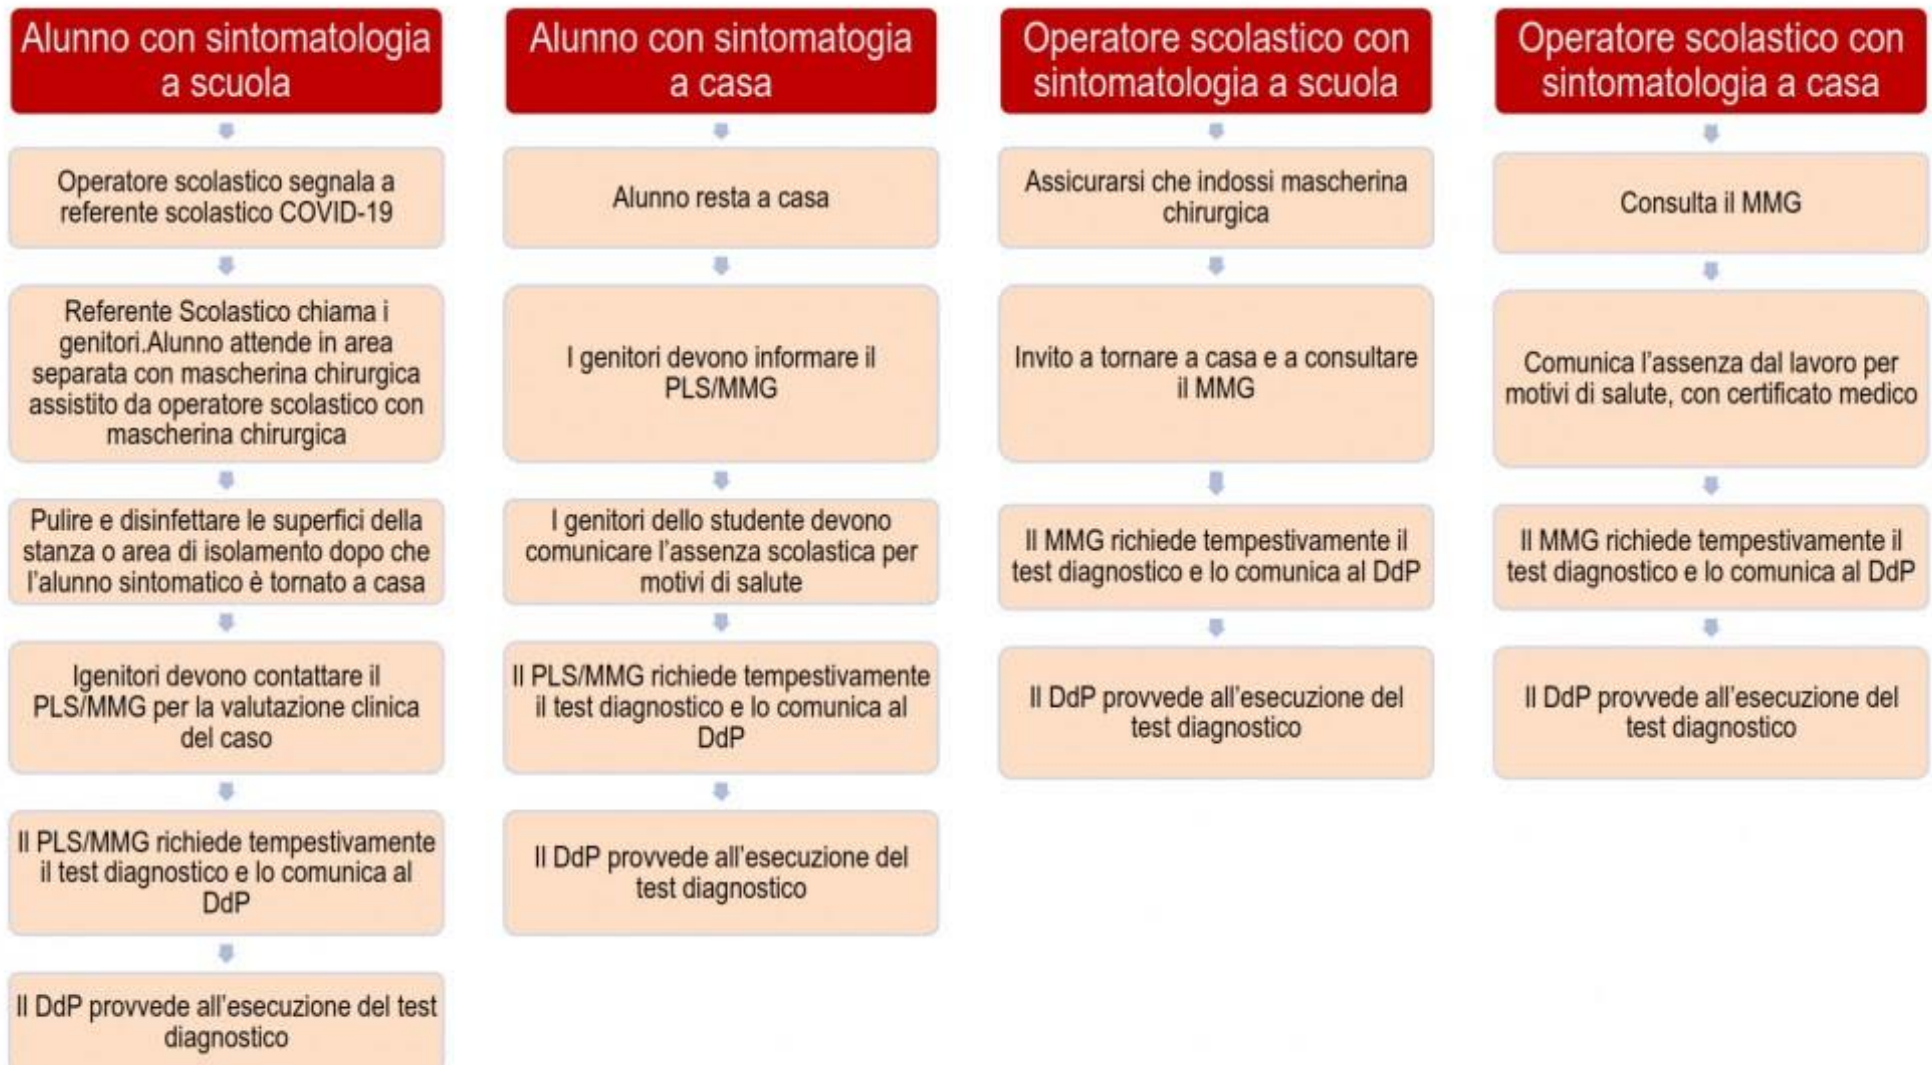 Alunno con sintomatologia
a scuola
Operatore scolastico segnala a
referente scolastico COVID-19
Referente Scolastico chiama i
genitori.Alunno attende in area
separata con mascherina chirurgica
assistito da operatore scolastico con
mascherina chirurgica
Pulire e disinfettare le superfici della
stanza o area di isolamento dopo che
l'alunno sintomatico è tornato a casa
Igenitori devono contattare il
PLS/MMG per la valutazione clinica
del caso
Il PLS/MMG richiede tempestivamente
il test diagnostico e lo comunica al
DdP
Il DdP provvede all'esecuzione del test
diagnostico
Alunno con sintomatogia
a casa
Alunno resta a casa
I genitori devono informare il
PLS/MMG
I genitori dello studente devono
comunicare l'assenza scolastica per
motivi di salute
Il PLS/MMG richiede tempestivamente
il test diagnostico e lo comunica al
DdP
Il DdP provvede all'esecuzione del
test diagnostico
Operatore scolastico con
sintomatologia a scuola
Assicurarsi che indossi mascherina
chirurgica
Invito a tornare a casa e a consultare
il MMG
Il MMG richiede tempestivamente il
test diagnostico e lo comunica al DdP
Il DdP provvede all'esecuzione del
test diagnostico
Operatore scolastico con
sintomatologia a casa
Consulta il MMG
Comunica l'assenza dal lavoro per
motivi di salute, con certificato medico
Il MMG richiede tempestivamente il
test diagnostico e lo comunica al DdP
Il DdP provvede all'esecuzione del
test diagnostico